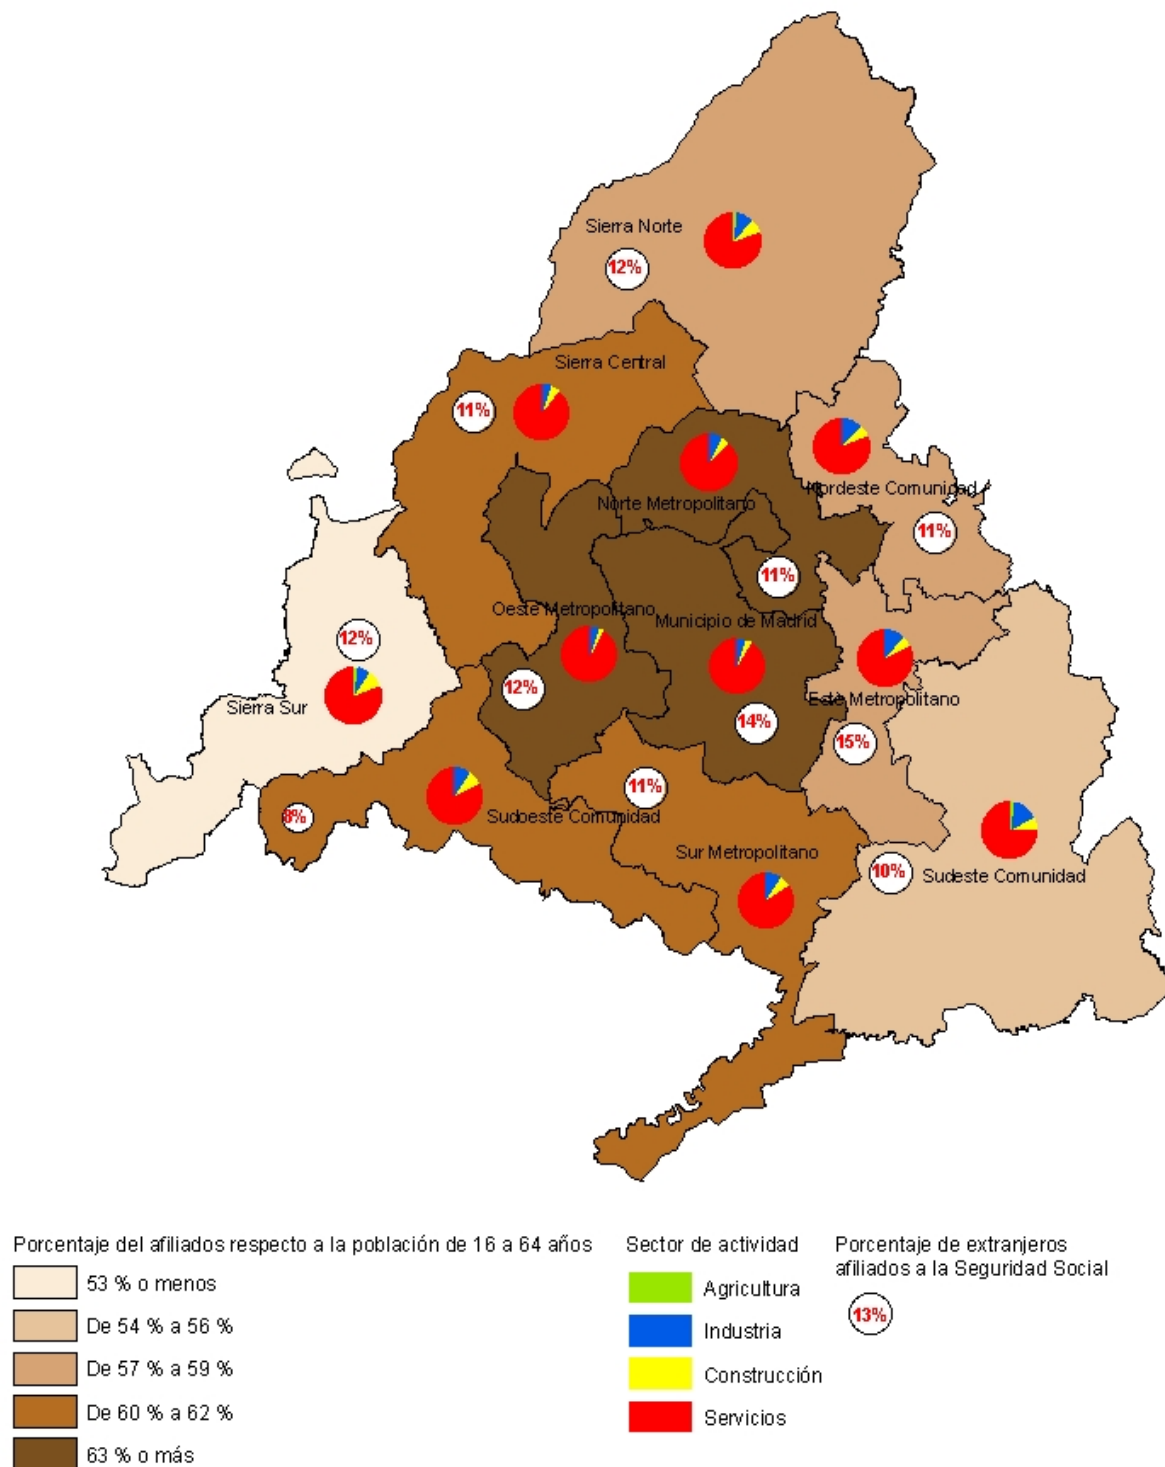 Sierra Norte
12%
Sierra Central
11%
Nordeste Comunidad
Norte Metropolitano
11%
11%
Oeste Metropolitano
Municipio de Madrid
12%
12%
Este Metropolitano
Sierra Sur
14%
15%
11%
8%
Sudoeste Comunidad
Sur Metropolitano
10%
Sudeste Comunidad
Porcentaje del afiliados respecto a la población de 16 a 64 años
53 % o menos
De 54 % a 56 %
De 57 % a 59 %
De 60 % a 62 %
63 % o más
Sector de actividad
Agricultura
Industria
Construcción
Servicios
Porcentaje de extranjeros
afiliados a la Seguridad Social
13%